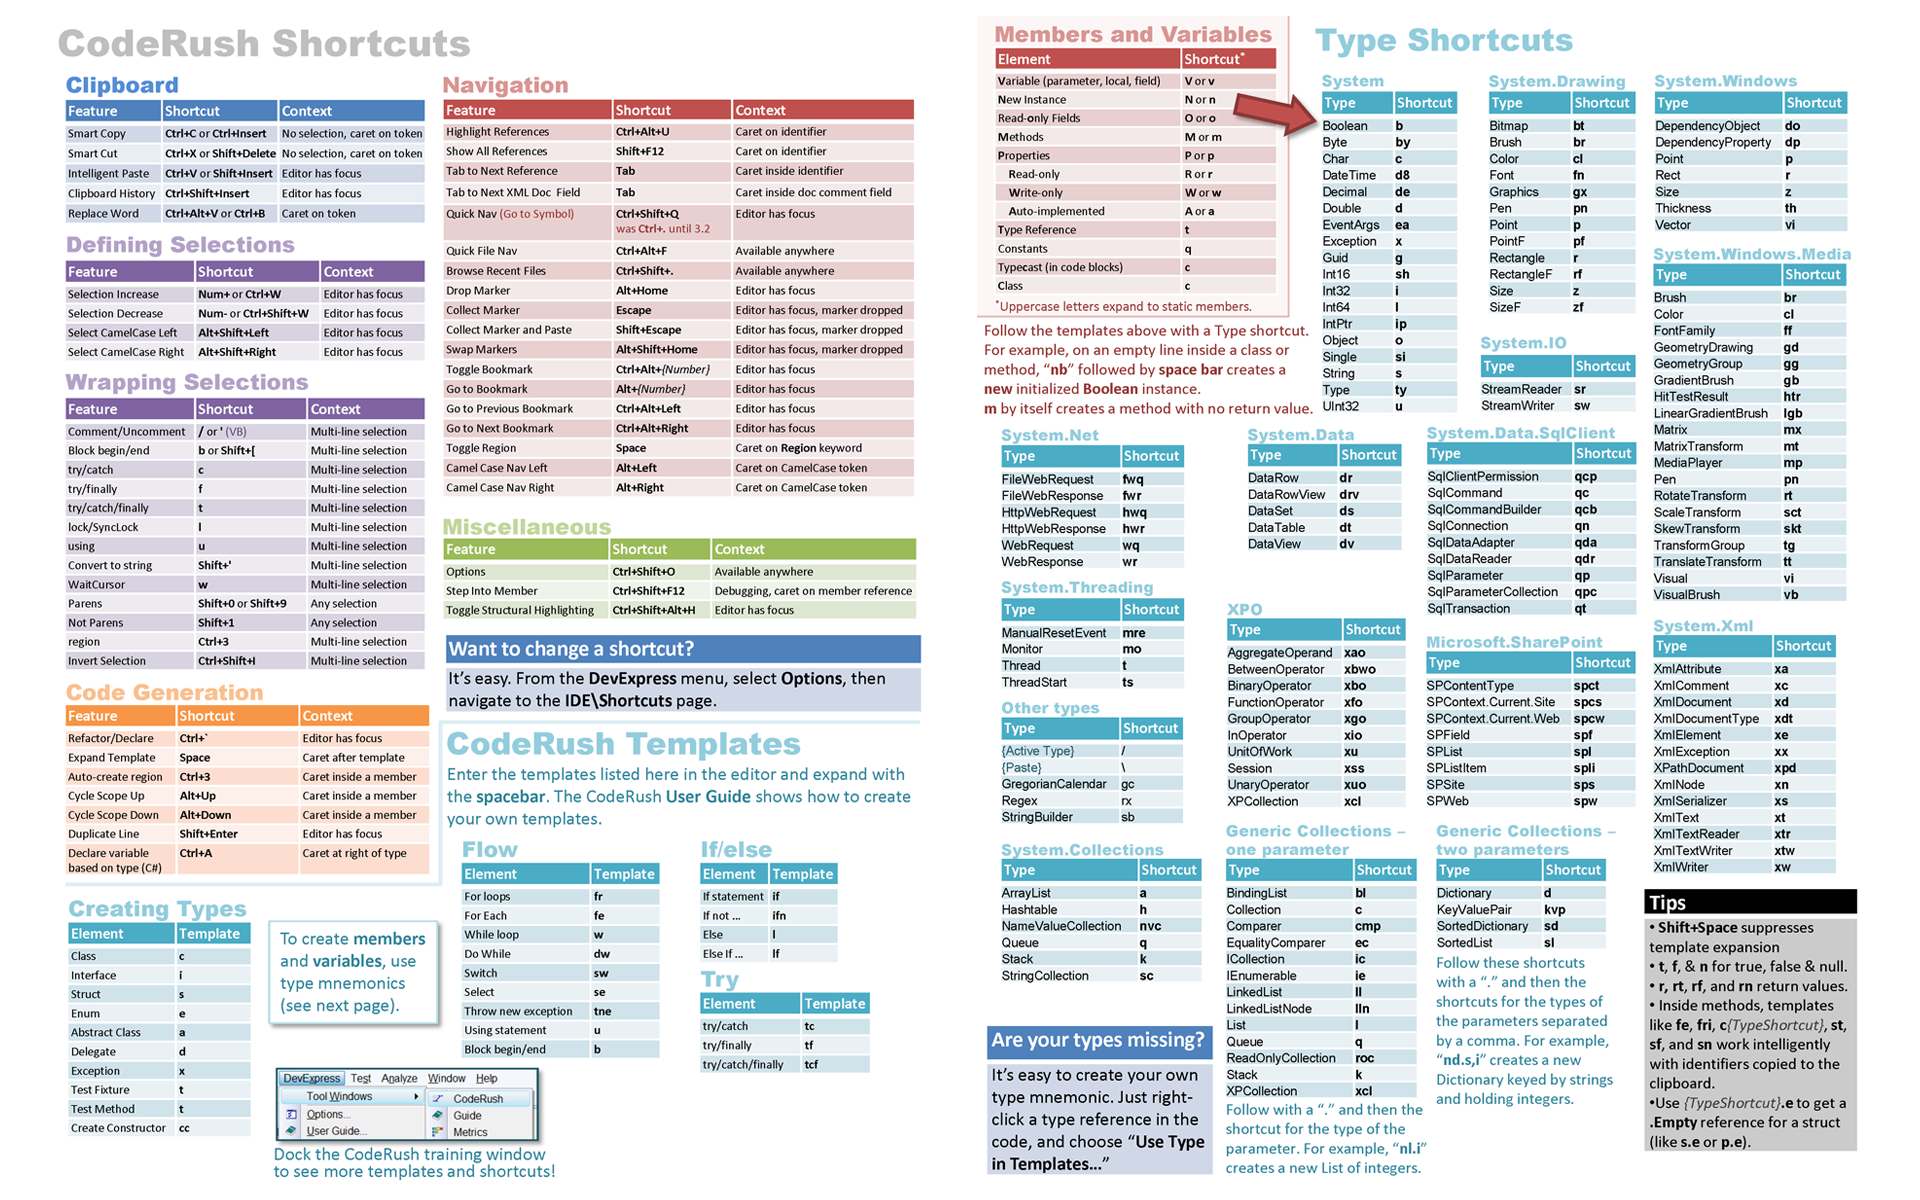 CodeRush Shortcuts
Clipboard
Feature Shortcut Context
Smart Copy Ctrl+C or Ctrl+Insert No selection, caret on token
Smart Cut Ctrl+X or Shift+Delete No selection, caret on token
Intelligent Paste Ctrl+V or Shift+Insert Editor has focus
Clipboard History Ctrl+Shift+Insert Editor has focus
Replace Word Ctrl+Alt+V or Ctrl+B Caret on token
Defining Selections
Feature Shortcut Context
Selection Increase Num+ or Ctrl+W Editor has focus
Selection Decrease Num- or Ctrl+Shift+W Editor has focus
Select CamelCase Left Alt+Shift+Left Editor has focus
Select CamelCase Right Alt+Shift+Right Editor has focus
Wrapping Selections
Feature Shortcut Context
Comment/Uncomment / or ' (VB) Multi-line selection
Block begin/end b or Shift+[ Multi-line selection
try/catch c Multi-line selection
try/finally f Multi-line selection
try/catch/finally t Multi-line selection
lock/SyncLock l Multi-line selection
using u Multi-line selection
Convert to string Shift+' Multi-line selection
WaitCursor w Multi-line selection
Parens Shift+0 or Shift+9 Any selection
Not Parens Shift+1 Any selection
region Ctrl+3 Multi-line selection
Invert Selection Ctrl+Shift+I Multi-line selection
Code Generation
Feature Shortcut Context
Refactor/Declare Ctrl+` Editor has focus
Expand Template Space Caret after template
Auto-create region Ctrl+3 Caret inside a member
Cycle Scope Up Alt+Up Caret inside a member
Cycle Scope Down Alt+Down Caret inside a member
Duplicate Line Shift+Enter Editor has focus
Declare variable Ctrl+A Caret at right of type
based on type (C#)
Navigation
Feature Shortcut Context
Highlight References Ctrl+Alt+U Caret on identifier
Show All References Shift+F12 Caret on identifier
Tab to Next Reference Tab Caret inside identifier
Tab to Next XML Doc Field Tab Caret inside doc comment field
Quick Nav (Go to Symbol) Ctrl+Shift+Q Editor has focus
was Ctrl+. until 3.2
Quick File Nav Ctrl+Alt+F Available anywhere
Browse Recent Files Ctrl+Shift+. Available anywhere
Drop Marker Alt+Home Editor has focus
Collect Marker Escape Editor has focus, marker dropped
Collect Marker and Paste Shift+Escape Editor has focus, marker dropped
Swap Markers Alt+Shift+Home Editor has focus, marker dropped
Toggle Bookmark Ctrl+Alt+{Number} Editor has focus
Go to Bookmark Alt+{Number} Editor has focus
Go to Previous Bookmark Ctrl+Alt+Left Editor has focus
Go to Next Bookmark Ctrl+Alt+Right Editor has focus
Toggle Region Space Caret on Region keyword
Camel Case Nav Left Alt+Left Caret on CamelCase token
Camel Case Nav Right Alt+Right Caret on CamelCase token
Miscellaneous
Feature Shortcut Context
Options Ctrl+Shift+O Available anywhere
Step Into Member Ctrl+Shift+F12 Debugging, caret on member reference
Toggle Structural Highlighting Ctrl+Shift+Alt+H Editor has focus
Want to change a shortcut?
It's easy. From the DevExpress menu, select Options, then
navigate to the IDE\Shortcuts page.
CodeRush Templates
Enter the templates listed here in the editor and expand with
the spacebar. The CodeRush User Guide shows how to create
your own templates.
Creating Types
Element Template
Class c
Interface i
Struct s
Enum e
Abstract Class a
Delegate d
Exception x
Test Fixture t
Test Method t
Create Constructor cc
To create members
and variables, use
type mnemonics
(see next page).
Flow
Element Template
For loops fr
For Each fe
While loop w
Do While dw
Switch sw
Select se
Throw new exception tne
Using statement u
Block begin/end b
If/else
Element Template
If statement if
If not ... ifn
Else l
Else If ... lf
Try
Element Template
try/catch tc
try/finally tf
try/catch/finally tcf
DevExpress Test Analyze Window Help
Tool Windows CodeRush
Options... Guide
User Guide... Metrics
Dock the CodeRush training window
to see more templates and shortcuts!
Members and Variables
Element Shortcut*
Variable (parameter, local, field) V or v
New Instance N or n
Read-only Fields O or o
Methods M or m
Properties P or p
Read-only R or r
Write-only W or w
Auto-implemented A or a
Type Reference t
Constants q
Typecast (in code blocks) c
Class c
*Uppercase letters expand to static members.
Follow the templates above with a Type shortcut.
For example, on an empty line inside a class or
method, “nb” followed by space bar creates a
new initialized Boolean instance.
m by itself creates a method with no return value.
Type Shortcuts
System
Type Shortcut
Boolean b
Byte by
Char c
DateTime d8
Decimal de
Double d
EventArgs ea
Exception x
Guid g
Int16 sh
Int32 i
Int64 l
IntPtr ip
Object o
Single si
String s
Type ty
UInt32 u
System.Drawing
Type Shortcut
Bitmap bt
Brush br
Color cl
Font fn
Graphics gx
Pen pn
Point p
PointF pf
Rectangle r
RectangleF rf
Size z
SizeF zf
System.IO
Type Shortcut
StreamReader sr
StreamWriter sw
System.Windows
Type Shortcut
DependencyObject do
DependencyProperty dp
Point p
Rect r
Size z
Thickness th
Vector vi
System.Windows.Media
Type Shortcut
Brush br
Color cl
FontFamily ff
GeometryDrawing gd
GeometryGroup gg
GradientBrush gb
HitTestResult htr
LinearGradientBrush lgb
Matrix mx
MatrixTransform mt
MediaPlayer mp
Pen pn
RotateTransform rt
ScaleTransform sct
SkewTransform skt
TransformGroup tg
TranslateTransform tt
Visual vi
VisualBrush vb
System.Net
Type Shortcut
FileWebRequest fwq
FileWebResponse fwr
HttpWebRequest hwq
HttpWebResponse hwr
WebRequest wq
WebResponse wr
System.Data
Type Shortcut
DataRow dr
DataRowView drv
DataSet ds
DataTable dt
DataView dv
System.Data.SqlClient
Type Shortcut
SqlClientPermission qcp
SqlCommand qc
SqlCommandBuilder qcb
SqlConnection qn
SqlDataAdapter qda
SqlDataReader qdr
SqlParameter qp
SqlParameterCollection qpc
SqlTransaction qt
System.Threading
Type Shortcut
ManualResetEvent mre
Monitor mo
Thread t
ThreadStart ts
Other types
Type Shortcut
{Active Type} /
{Paste} \
GregorianCalendar gc
Regex rx
StringBuilder sb
XPO
Type Shortcut
AggregateOperand xao
BetweenOperator xbwo
BinaryOperator xbo
FunctionOperator xfo
GroupOperator xgo
InOperator xio
UnitOfWork xu
Session xss
UnaryOperator xuo
XPCollection xcl
Microsoft.SharePoint
Type Shortcut
SPContentType spct
SPContext.Current.Site spcs
SPContext.Current.Web spcw
SPField spf
SPList spl
SPListItem spli
SPSite sps
SPWeb spw
System.Xml
Type Shortcut
XmlAttribute xa
XmlComment xc
XmlDocument xd
XmlDocumentType xdt
XmlElement xe
XmlException xx
XPathDocument xpd
XmlNode xn
XmlSerializer xs
XmlText xt
XmlTextReader xtr
XmlTextWriter xtw
XmlWriter xw
System.Collections
Type Shortcut
ArrayList a
Hashtable h
NameValueCollection nvc
Queue q
Stack k
StringCollection sc
Generic Collections –
one parameter
Type Shortcut
BindingList bl
Collection c
Comparer cmp
EqualityComparer ec
ICollection ic
IEnumerable ie
LinkedList ll
LinkedListNode lln
List l
Queue q
ReadOnlyCollection roc
Stack k
XPCollection xcl
Follow with a “.” and then the
shortcut for the type of the
parameter. For example, “nl.i”
creates a new List of integers.
Generic Collections –
two parameters
Type Shortcut
Dictionary d
KeyValuePair kvp
SortedDictionary sd
SortedList sl
Follow these shortcuts
with a “.” and then the
shortcuts for the types of
the parameters separated
by a comma. For example,
“nd.s,i” creates a new
Dictionary keyed by strings
and holding integers.
Are your types missing?
It's easy to create your own
type mnemonic. Just right-
click a type reference in the
code, and choose “Use Type
in Templates...”
Tips
• Shift+Space suppresses
template expansion
• t, f, & n for true, false & null.
• r, rt, rf, and rn return values.
• Inside methods, templates
like fe, fri, c{TypeShortcut}, st,
sf, and sn work intelligently
with identifiers copied to the
clipboard.
•Use {TypeShortcut}.e to get a
.Empty reference for a struct
(like s.e or p.e).